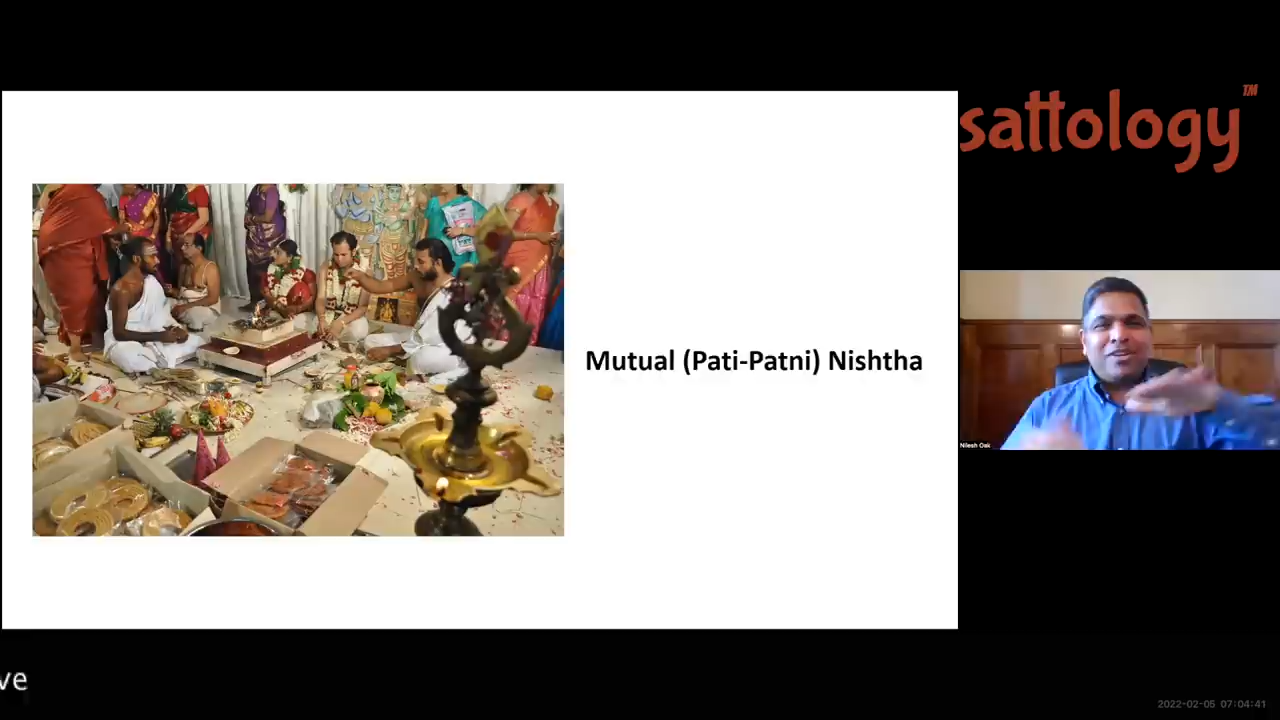 sattology™
Mutual (Pati-Patni) Nishtha
Nilesh Oak
ve
2022-02-05 07:04:41